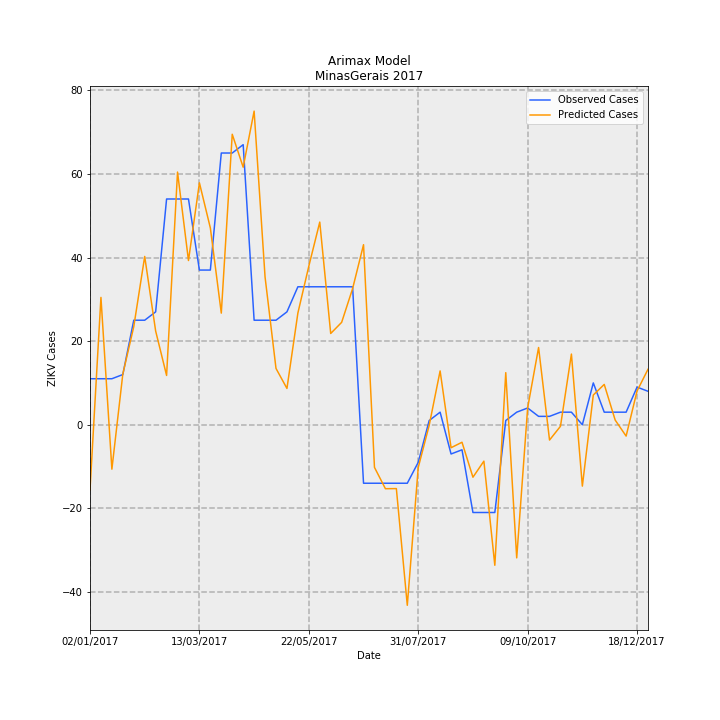 Arimax Model
MinasGerais 2017
Observed Cases
Predicted Cases
80
60
40
20
0
−20
−40
ZIKV Cases
02/01/2017 13/03/2017 22/05/2017 31/07/2017 09/10/2017 18/12/2017
Date